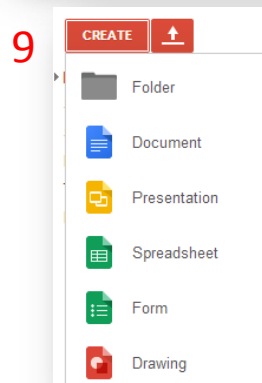 9
CREATE
Folder
Document
Presentation
Spreadsheet
Form
Drawing